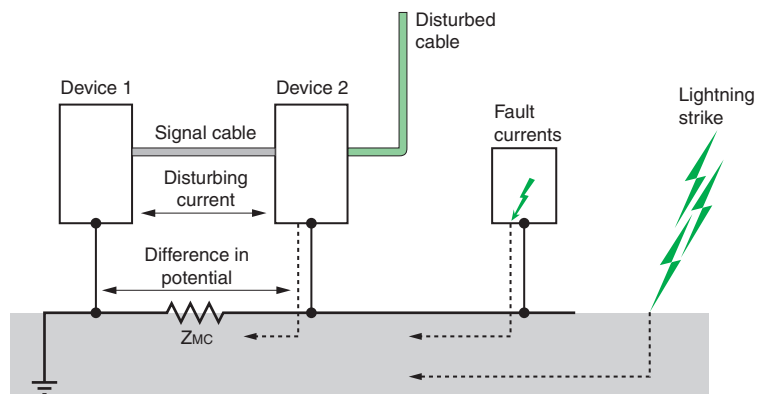 Disturbed
cable
Device 1
Device 2
Signal cable
Fault
currents
Lightning
strike
Disturbing
current
Difference in
potential
ZMC